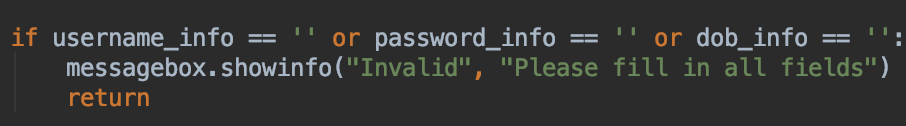 if username_info == '' or password_info == '' or dob_info == '':
messagebox.showinfo("Invalid", "Please fill in all fields")
return